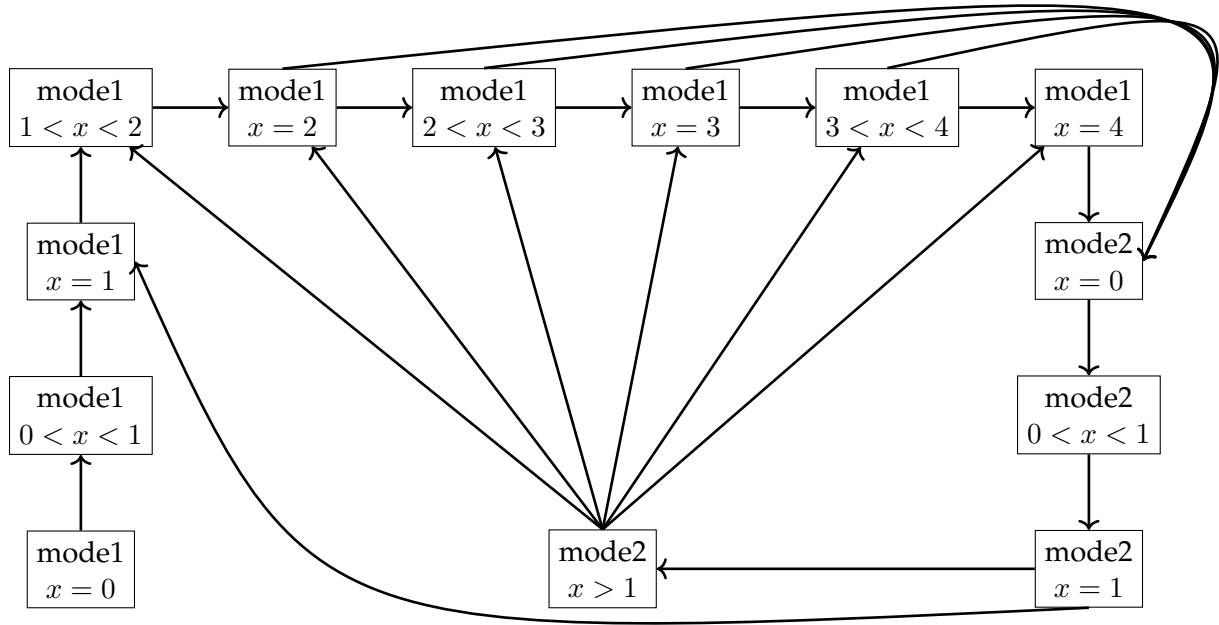 mode1
1 < x < 2
mode1
x = 2
mode1
2 < x < 3
mode1
x = 3
mode1
3 < x < 4
mode1
x = 4
mode1
x = 1
mode2
x = 0
mode1
0 < x < 1
mode2
0 < x < 1
mode1
x = 0
mode2
x > 1
mode2
x = 1